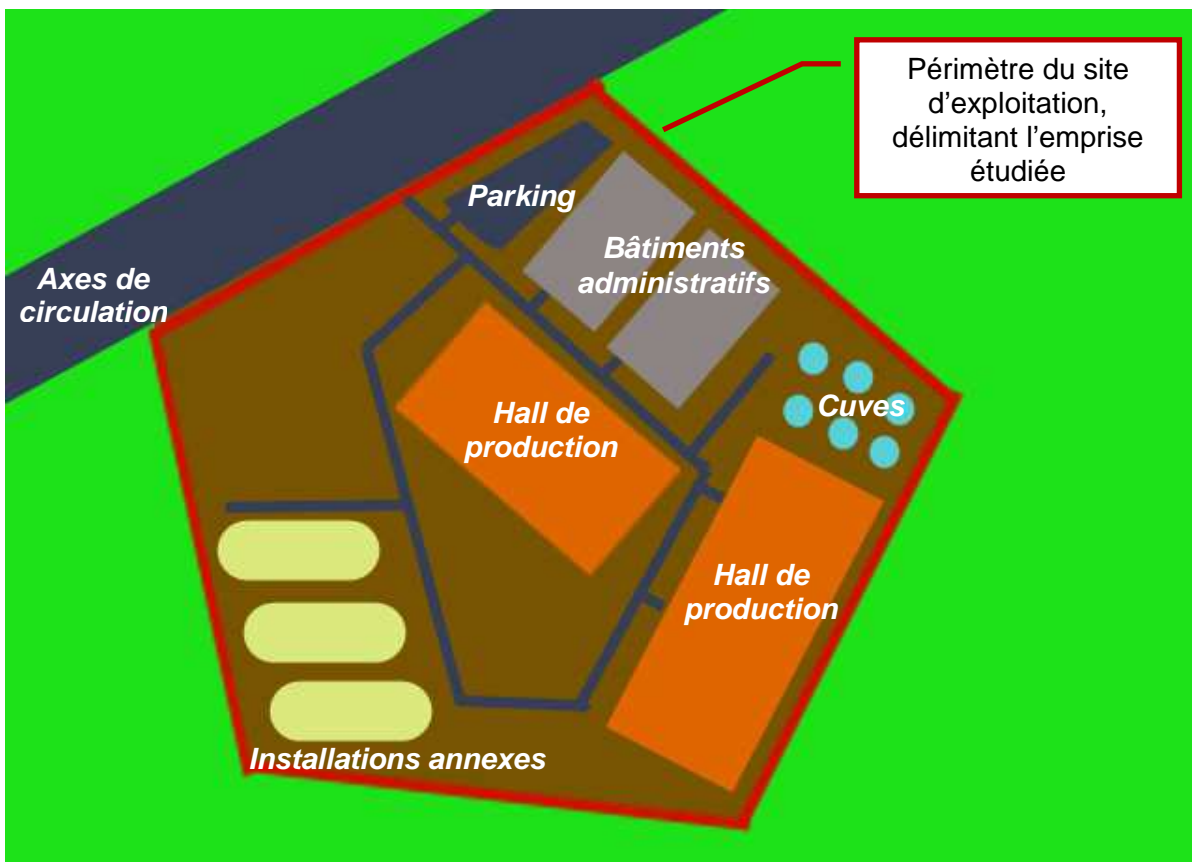 Périmètre du site
d'exploitation,
délimitant l'emprise
étudiée
Parking
Bâtiments
administratifs
Axes de
circulation
Cuves
Hall de
production
Hall de
production
Installations annexes